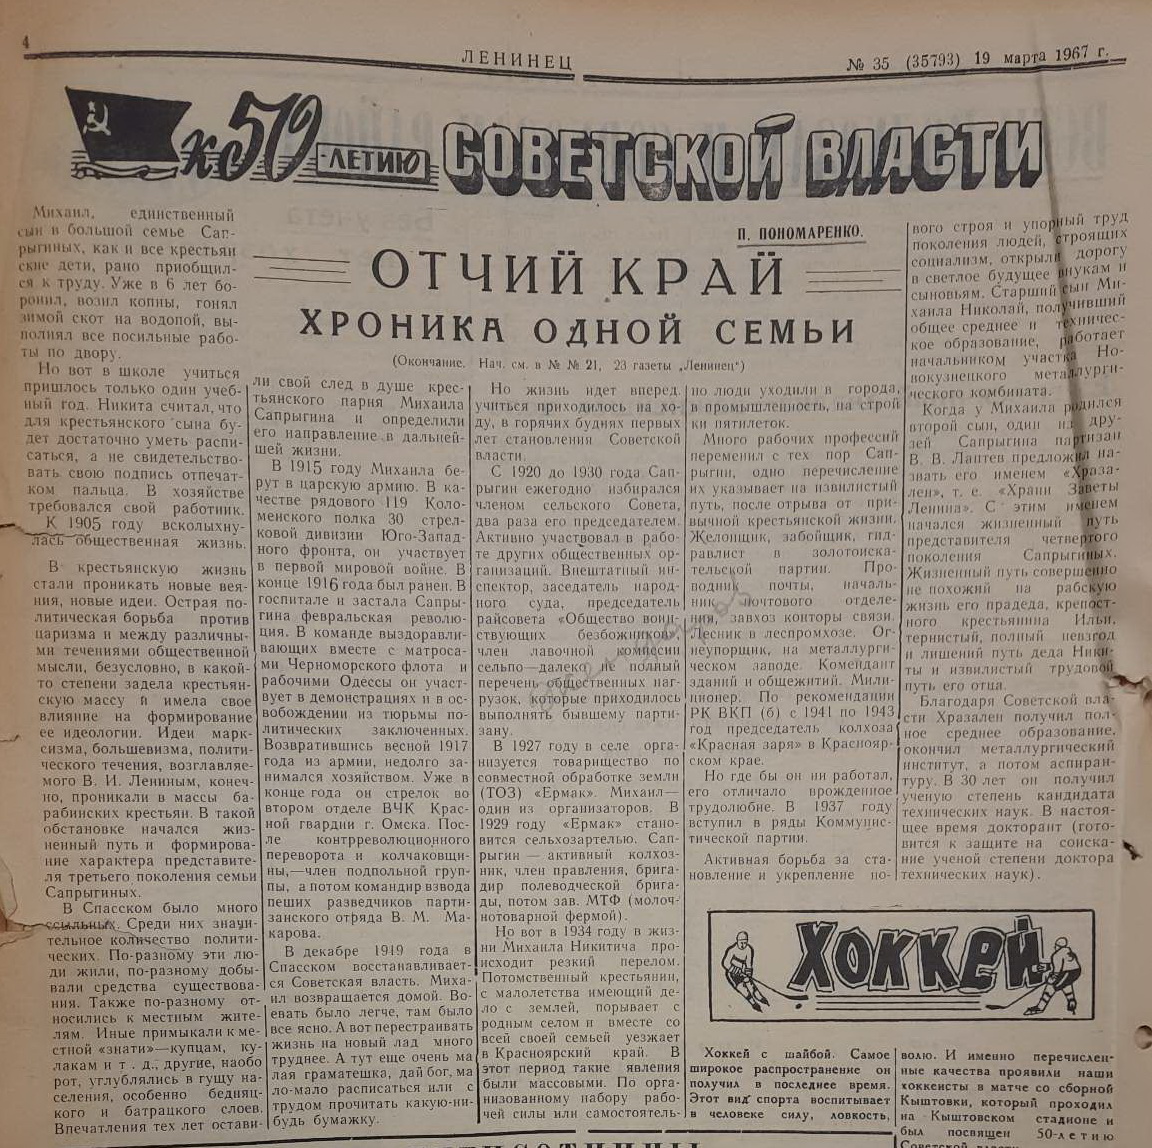 4
ЛЕНИНЕЦ
№ 35 (35793) 19 марта 1967 г.
к 50-ЛЕТИЮ СОВЕТСКОЙ ВЛАСТИ
П. ПОНОМАРЕНКО.
ОТЧИЙ КРАЙ
ХРОНИКА ОДНОЙ СЕМЬИ
(Окончание. Нач. см. в №№ 21, 23 газеты „Ленинец")
Михаил, единственный
сын в большой семье Сап-
рыгиных, как и все крестьян
ские дети, рано приобщил-
ся к труду. Уже в 6 лет бо-
ронил, возил копны, гонял
зимой скот на водопой, вы-
полнял все посильные рабо-
ты по двору.
Но вот в школе учиться
пришлось только один учеб-
ный год. Никита считал, что
для крестьянского сына бу-
дет достаточно уметь распи-
саться, а не свидетельство-
вать свою подпись отпечат-
ком пальца. В хозяйстве
требовался свой работник.
К 1905 году всколыхну-
лась общественная жизнь.
В крестьянскую жизнь
стали проникать новые вея-
ния, новые идеи. Острая по-
литическая борьба против
царизма и между различны-
ми течениями общественной
мысли, безусловно, в какой-
то степени задела крестьян-
скую массу и имела свое
влияние на формирование
ее идеологии. Идеи марк-
сизма, большевизма, полити-
ческого течения, возглавляе-
мого В. И. Лениным, конеч-
но, проникали в массы ба-
рабинских крестьян. В такой
обстановке начался жиз-
ненный путь и формирова-
ние характера представите-
ля третьего поколения семьи
Сапрыгиных.
В Спасском было много
ссыльных. Среди них значи-
тельное количество полити-
ческих. По-разному эти лю-
ди жили, по-разному добы-
вали средства существова-
ния. Также по-разному от-
носились к местным жите-
лям. Иные примыкали к ме-
стной «знати»—купцам, ку-
лакам и т. д., другие, наобо
рот, углублялись в гущу на-
селения, особенно бедняц-
кого и батрацкого слоев.
Впечатления тех лет остави-
ли свой след в душе крес-
тьянского парня Михаила
Сапрыгина и определили
его направление в дальней-
шей жизни.
В 1915 году Михаила бе-
рут в царскую армию. В ка-
честве рядового 119 Коло-
менского полка 30 стрел-
ковой дивизии Юго-Запад-
ного фронта, он участвует
в первой мировой войне. В
конце 1916 года был ранен. В
госпитале и застала Сапры-
гина февральская револю-
ция. В команде выздоравли-
вающих вместе с матроса-
ми Черноморского флота и
рабочими Одессы он участ-
вует в демонстрациях и в ос-
вобождении из тюрьмы по-
литических заключенных.
Возвратившись весной 1917
года из армии, недолго за-
нимался хозяйством. Уже в
конце года он стрелок во
втором отделе ВЧК Крас-
ной гвардии г. Омска. Пос-
ле контрреволюционного
переворота и колчаковщи-
ны,—член подпольной груп-
пы, а потом командир взвода
пеших разведчиков парти-
занского отряда В. М. Ма-
карова.
В декабре 1919 года в
Спасском восстанавливает-
ся Советская власть. Миха-
ил возвращается домой. Во-
евать было легче, там было
все ясно. А вот перестраивать
жизнь на новый лад много
труднее. А тут еще очень ма
лая граматешка, дай бог, ма
ло-мало расписаться или с
трудом прочитать какую-ни-
будь бумажку.
Но жизнь идет вперед,
учиться приходилось на хо-
ду, в горячих буднях первых
лет становления Советской
власти.
С 1920 до 1930 года Сап-
рыгин ежегодно избирался
членом сельского Совета,
два раза его председателем.
Активно участвовал в рабо-
те других общественных ор-
ганизаций. Внештатный ин-
спектор, заседатель народ-
ного суда, председатель
райсовета «Общество воин-
ствующих безбожников»,
член лавочной комиссии
сельпо—далеко не полный
перечень общественных наг-
рузок, которые приходилось
выполнять бывшему парти-
зану.
В 1927 году в селе орга-
низуется товарищество по
совместной обработке земли
(ТОЗ) «Ермак». Михаил—
один из организаторов. В
1929 году «Ермак» стано-
вится сельхозартелью. Сап-
рыгин — активный колхоз-
ник, член правления, брига-
дир полеводческой брига-
ды, потом зав. МТФ (молоч-
нотоварной фермой).
Но вот в 1934 году в жиз-
ни Михаила Никитича про-
исходит резкий перелом.
Потомственный крестьянин,
с малолетства имеющий де-
ло с землей, порывает с
родным селом и вместе со
всей своей семьей уезжает
в Красноярский край. В
этот период такие явления
были массовыми. По орга-
низованному набору рабо-
чей силы или самостоятель-
но люди уходили в города,
в промышленность, на строй
ки пятилеток.
Много рабочих профессий
переменил с тех пор Сап-
рыгин, одно перечисление
их указывает на извилистый
путь, после отрыва от при-
вычной крестьянской жизни.
Желонщик, забойщик, гид-
равлист в золотоиска-
тельской партии. Про-
водник почты, началь-
ник почтового отделе-
ния, завхоз конторы связи.
Лесник в леспромхозе. Ог-
неупорщик, на металлурги-
ческом заводе. Комендант
зданий и общежитий. Мили-
ционер. По рекомендации
РК ВКП (б) с 1941 по 1943
год председатель колхоза
«Красная заря» в Краснояр-
ском крае.
Но где бы он ни работал,
его отличало врожденное
трудолюбие. В 1937 году
вступил в ряды Коммунис-
тической партии.
Активная борьба за ста-
новление и укрепление но-
вого строя и упорный труд
поколения людей, строящих
социализм, открыли дорогу
в светлое будущее внукам и
сыновьям. Старший сын Ми-
хаила Николай, получивший
общее среднее и техничес-
кое образование, работает
начальником участка Но-
вокузнецкого металлурги-
ческого комбината.
Когда у Михаила родился
второй сын, один из дру-
зей Сапрыгина партизан
В. В. Лаптев предложил на-
звать его именем «Храза-
лен», т. е. «Храни Заветы
Ленина». С этим именем
начался жизненный путь
представителя четвертого
поколения Сапрыгиных.
Жизненный путь совершенно
не похожий на рабскую
жизнь его прадеда, крепост-
ного крестьянина Ильи,
тернистый, полный невзгод
и лишений путь деда Ники-
ты и извилистый трудовой
путь его отца.
Благодаря Советской вла-
сти Хразален получил пол-
ное среднее образование,
окончил металлургический
институт, а потом аспиран-
туру. В 30 лет он получил
ученую степень кандидата
технических наук. В настоя-
щее время докторант (гото-
вится к защите на соиска-
ние ученой степени доктора
технических наук).
ХОККЕЙ
Хоккей с шайбой. Самое
широкое распространение он
получил в последнее время.
Этот вид спорта воспитывает
в человеке силу, ловкость,
волю. И именно перечислен-
ные качества проявили наши
хоккеисты в матче со сборной
Кыштовки, который проходил
на Кыштовском стадионе и
был посвящен 50-летию